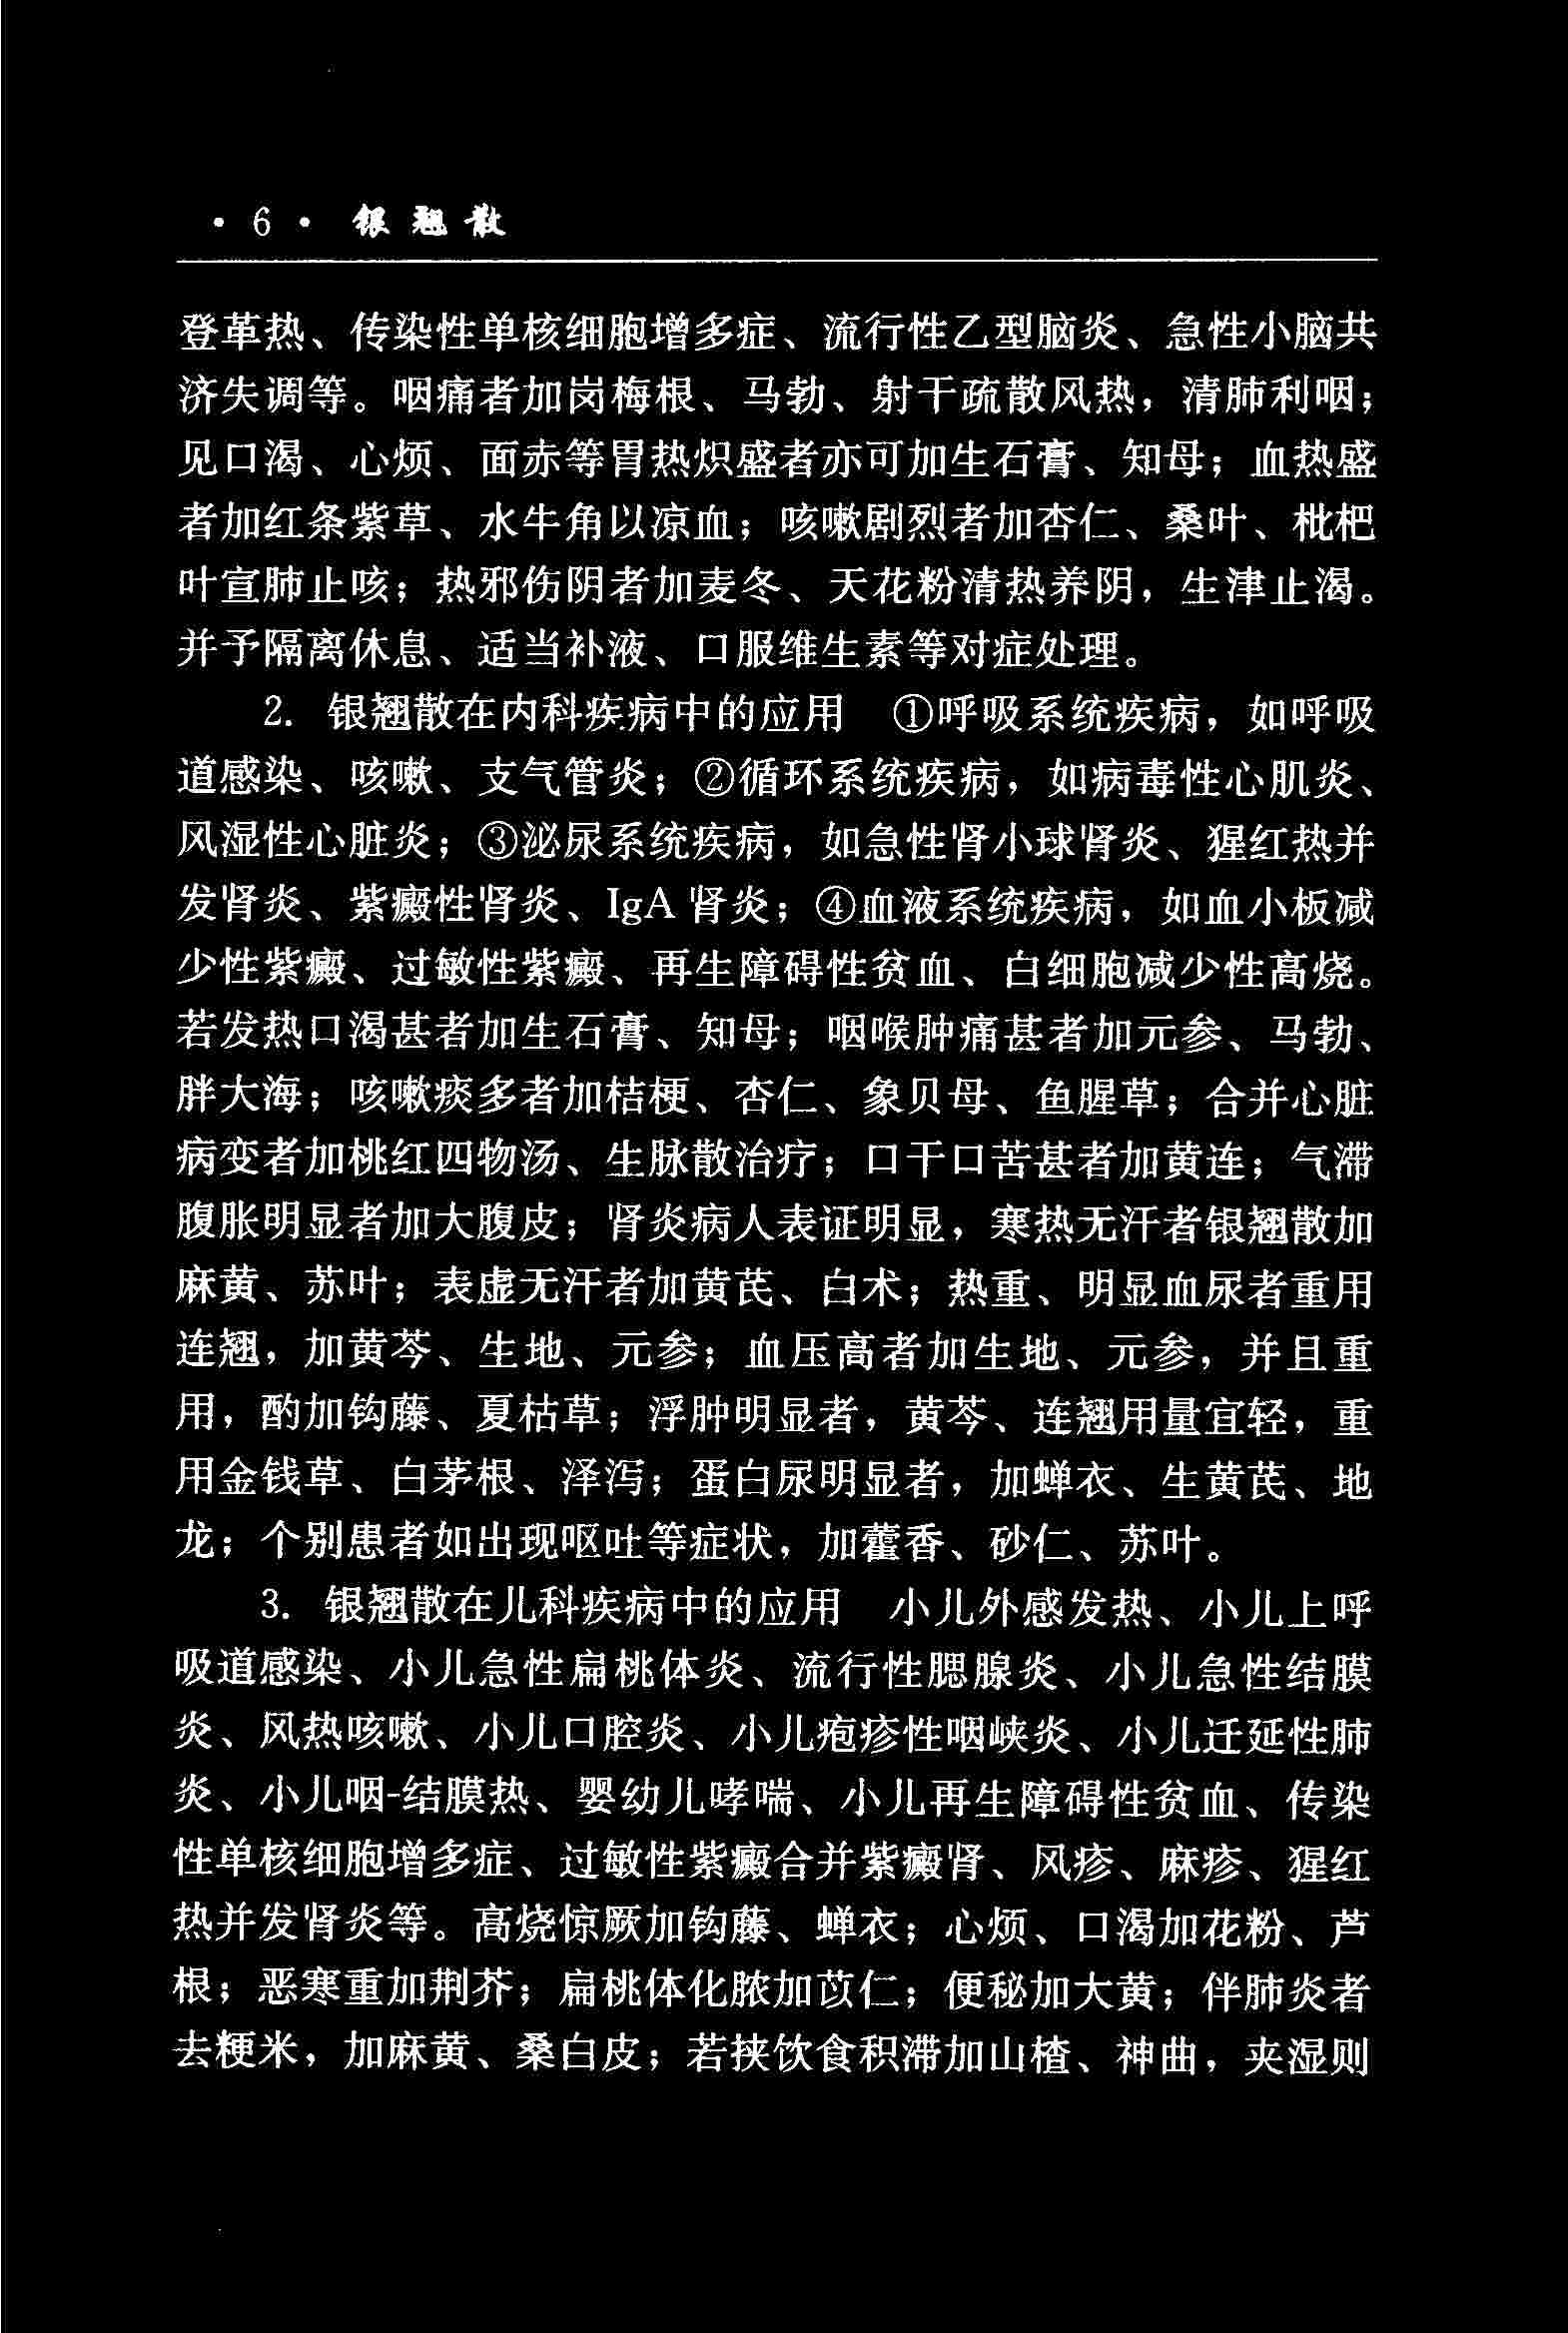 · 6 · 银翘散
登革热、传染性单核细胞增多症、流行性乙型脑炎、急性小脑共
济失调等。咽痛者加岗梅根、马勃、射干疏散风热，清肺利咽；
见口渴、心烦、面赤等胃热炽盛者亦可加生石膏、知母；血热盛
者加红条紫草、水牛角以凉血；咳嗽剧烈者加杏仁、桑叶、枇杷
叶宣肺止咳；热邪伤阴者加麦冬、天花粉清热养阴，生津止渴。
并予隔离休息、适当补液、口服维生素等对症处理。
2. 银翘散在内科疾病中的应用　①呼吸系统疾病，如呼吸
道感染、咳嗽、支气管炎；②循环系统疾病，如病毒性心肌炎、
风湿性心脏炎；③泌尿系统疾病，如急性肾小球肾炎、猩红热并
发肾炎、紫癜性肾炎、IgA 肾炎；④血液系统疾病，如血小板减
少性紫癜、过敏性紫癜、再生障碍性贫血、白细胞减少性高烧。
若发热口渴甚者加生石膏、知母；咽喉肿痛甚者加元参、马勃、
胖大海；咳嗽痰多者加桔梗、杏仁、象贝母、鱼腥草；合并心脏
病变者加桃红四物汤、生脉散治疗；口干口苦甚者加黄连；气滞
腹胀明显者加大腹皮；肾炎病人表证明显，寒热无汗者银翘散加
麻黄、苏叶；表虚无汗者加黄芪、白术；热重、明显血尿者重用
连翘，加黄芩、生地、元参；血压高者加生地、元参，并且重
用，酌加钩藤、夏枯草；浮肿明显者，黄芩、连翘用量宜轻，重
用金钱草、白茅根、泽泻；蛋白尿明显者，加蝉衣、生黄芪、地
龙；个别患者如出现呕吐等症状，加藿香、砂仁、苏叶。
3. 银翘散在儿科疾病中的应用　小儿外感发热、小儿上呼
吸道感染、小儿急性扁桃体炎、流行性腮腺炎、小儿急性结膜
炎、风热咳嗽、小儿口腔炎、小儿疱疹性咽峡炎、小儿迁延性肺
炎、小儿咽-结膜热、婴幼儿哮喘、小儿再生障碍性贫血、传染
性单核细胞增多症、过敏性紫癜合并紫癜肾、风疹、麻疹、猩红
热并发肾炎等。高烧惊厥加钩藤、蝉衣；心烦、口渴加花粉、芦
根；恶寒重加荆芥；扁桃体化脓加苡仁；便秘加大黄；伴肺炎者
去粳米，加麻黄、桑白皮；若挟饮食积滞加山楂、神曲，夹湿则